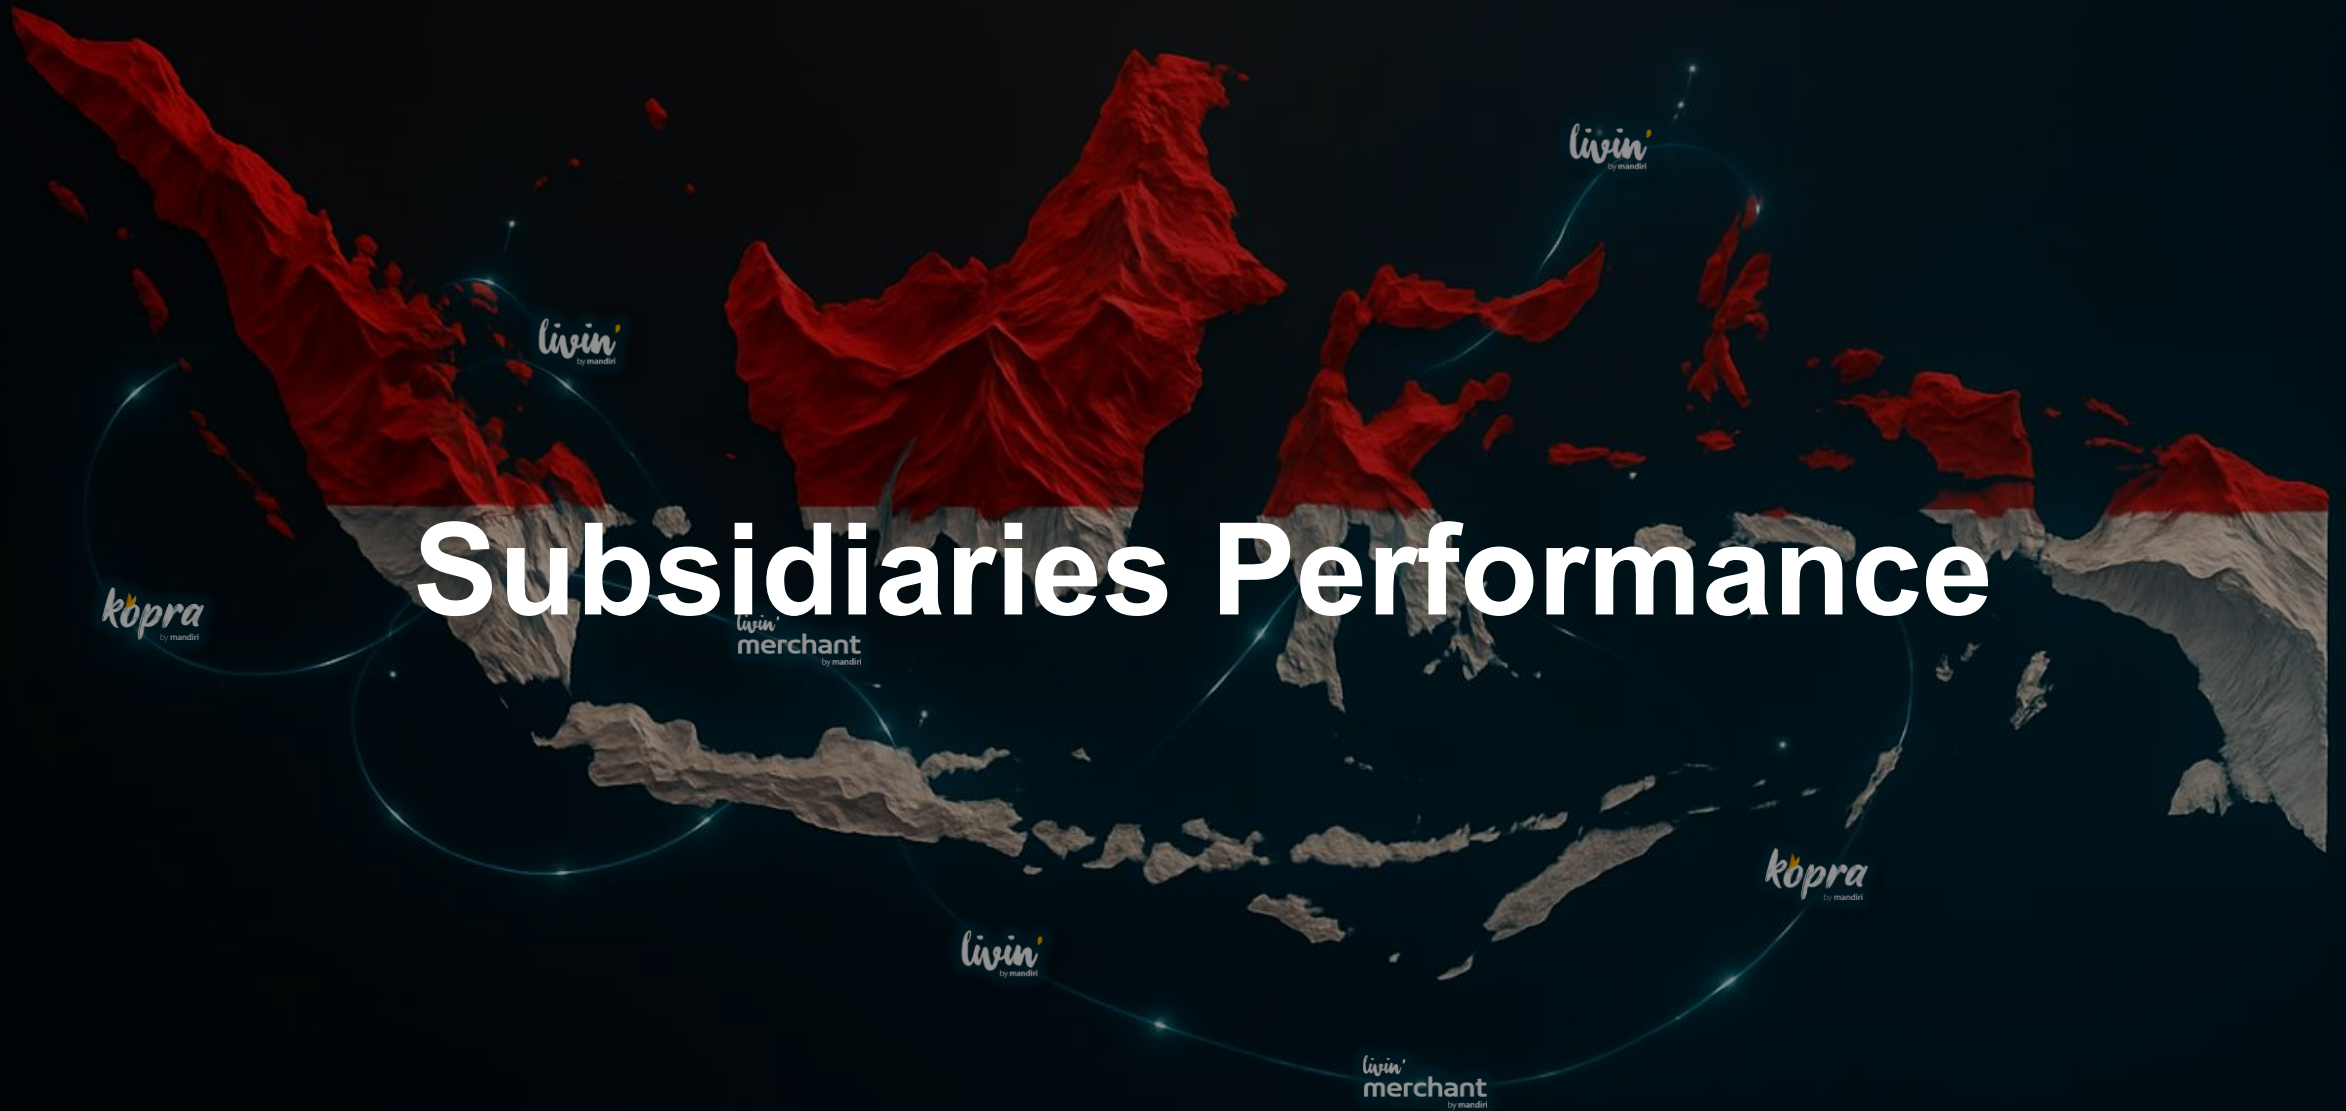 livin'
by mandiri
livin'
by mandiri
Subsidiaries Performance
kopra
by mandiri
livin'
merchant
by mandiri
kopra
by mandiri
livin'
by mandiri
livin'
merchant
by mandiri